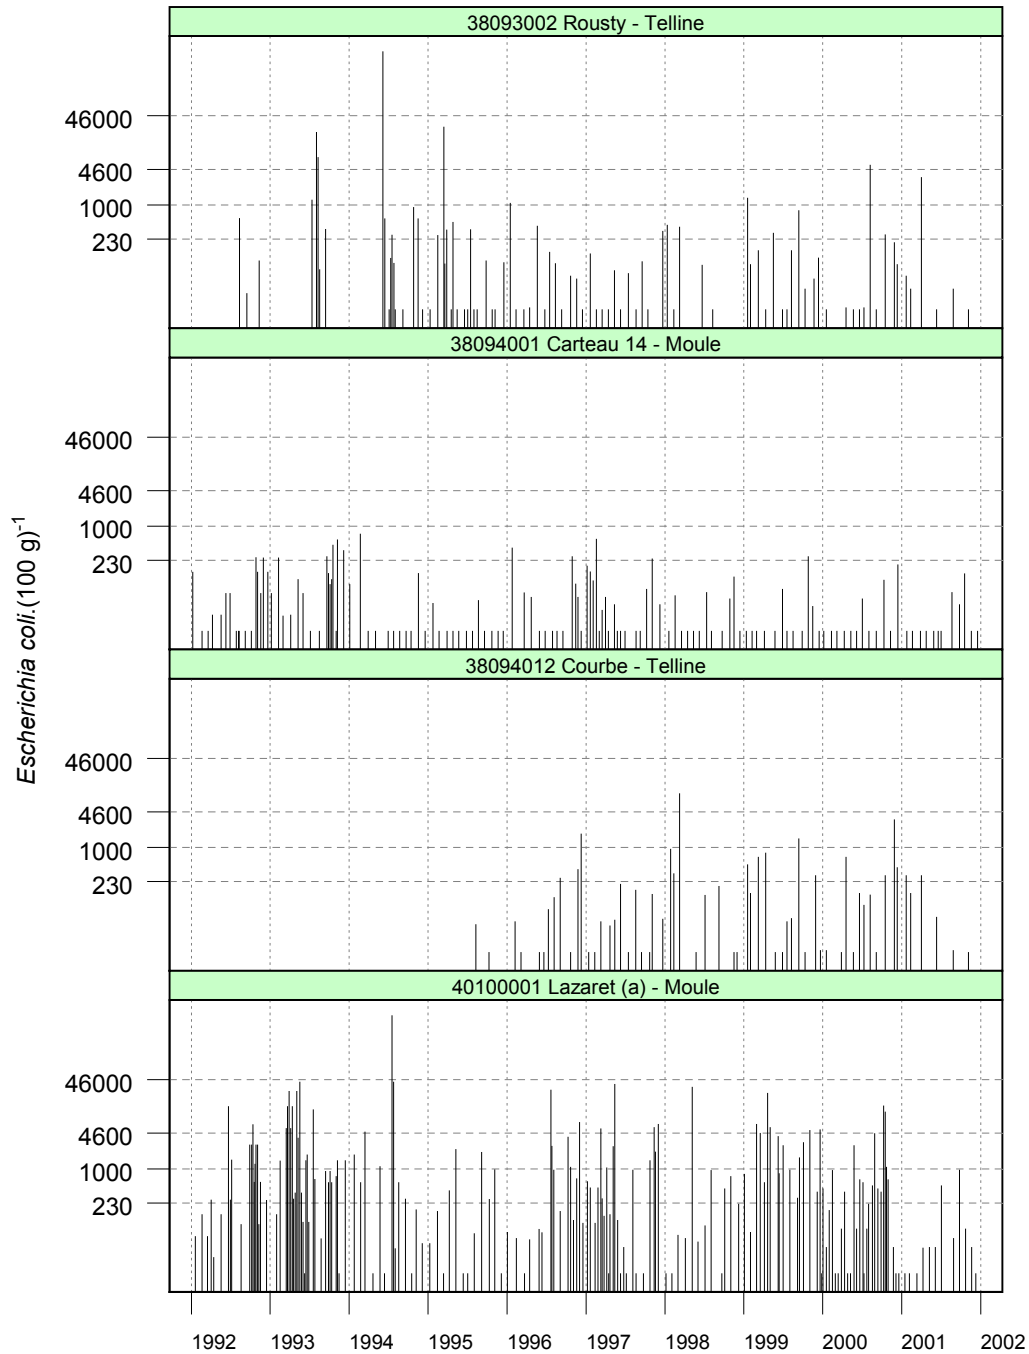 38093002 Rousty - Telline
46000
4600
1000
230
38094001 Carteau 14 - Moule
46000
4600
1000
230
Escherichia coli.(100 g)-1
38094012 Courbe - Telline
46000
4600
1000
230
40100001 Lazaret (a) - Moule
46000
4600
1000
230
1992 1993 1994 1995 1996 1997 1998 1999 2000 2001 2002